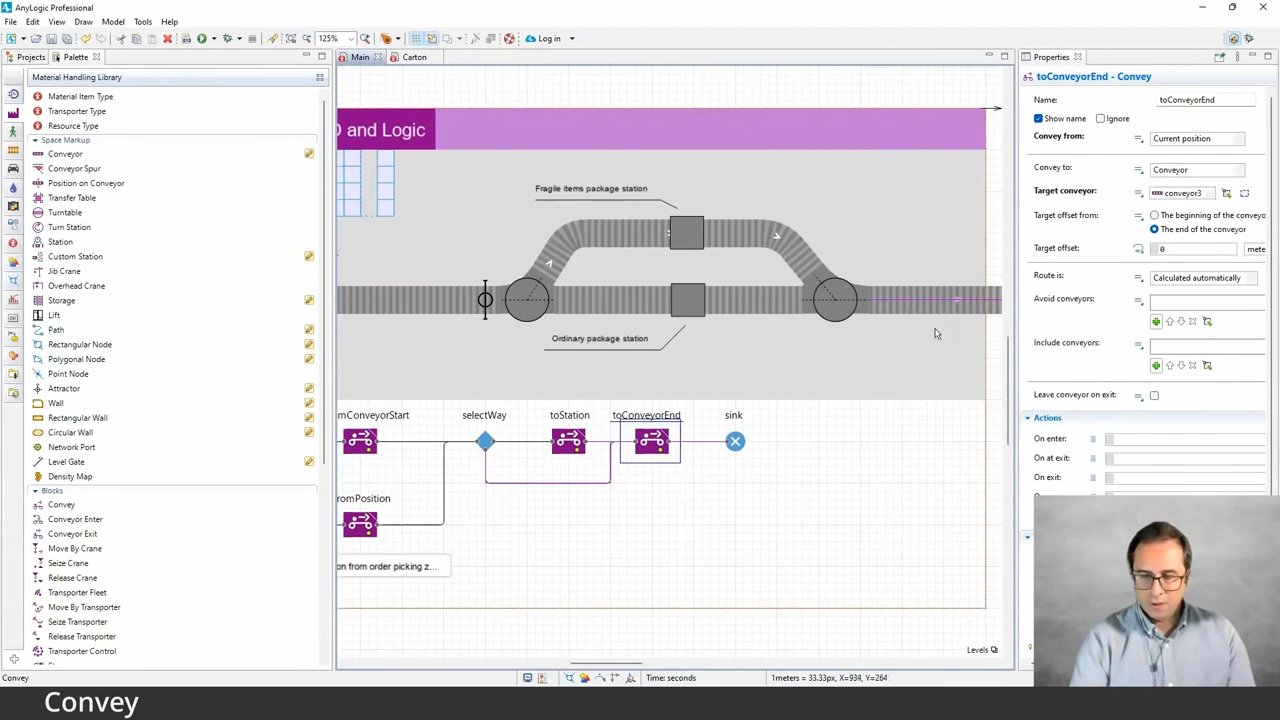 AnyLogic Professional
File Edit View Draw Model Tools Help
125% Log in
Projects Palette
Main Carton
Properties
Material Handling Library
Material Item Type
Transporter Type
Resource Type
Space Markup
Conveyor
Conveyor Spur
Position on Conveyor
Transfer Table
Turntable
Turn Station
Station
Custom Station
Jib Crane
Overhead Crane
Storage
Lift
Path
Rectangular Node
Polygonal Node
Point Node
Attractor
Wall
Rectangular Wall
Circular Wall
Network Port
Level Gate
Density Map
Blocks
Convey
Conveyor Enter
Conveyor Exit
Move By Crane
Seize Crane
Release Crane
Transporter Fleet
Move By Transporter
Seize Transporter
Release Transporter
Transporter Control
and Logic
Fragile items package station
Ordinary package station
mConveyorStart
selectWay
toStation
toConveyorEnd
sink
romPosition
on from order picking z...
Levels
toConveyorEnd - Convey
Name: toConveyorEnd
Show name Ignore
Convey from: Current position
Convey to: Conveyor
Target conveyor: conveyor3
Target offset from: The beginning of the conveyo
The end of the conveyor
Target offset: 0 mete
Route is: Calculated automatically
Avoid conveyors:
Include conveyors:
Leave conveyor on exit:
Actions
On enter:
On at exit:
On exit:
Convey
Time: seconds
1meters = 33.33px X=934, Y=264
Convey